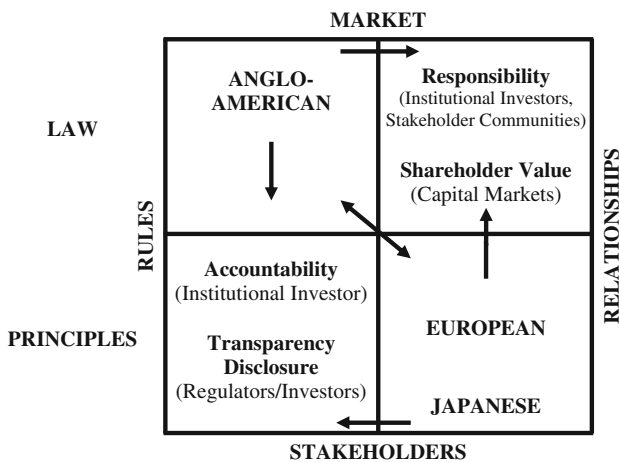 MARKET
ANGLO-
AMERICAN
Responsibility
(Institutional Investors,
Stakeholder Communities)
LAW
Shareholder Value
(Capital Markets)
RULES
RELATIONSHIPS
Accountability
(Institutional Investor)
PRINCIPLES
EUROPEAN
Transparency
Disclosure
(Regulators/Investors)
JAPANESE
STAKEHOLDERS